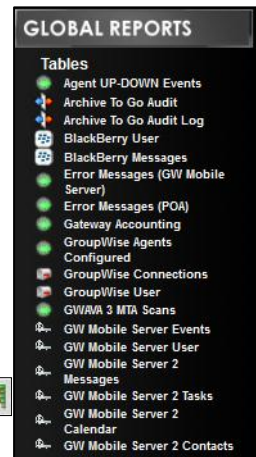 GLOBAL REPORTS
Tables
Agent UP-DOWN Events
Archive To Go Audit
Archive To Go Audit Log
BlackBerry User
BlackBerry Messages
Error Messages (GW Mobile
Server)
Error Messages (POA)
Gateway Accounting
GroupWise Agents
Configured
GroupWise Connections
GroupWise User
GWAVA 3 MTA Scans
GW Mobile Server Events
GW Mobile Server User
GW Mobile Server 2
Messages
GW Mobile Server 2 Tasks
GW Mobile Server 2
Calendar
GW Mobile Server 2 Contacts